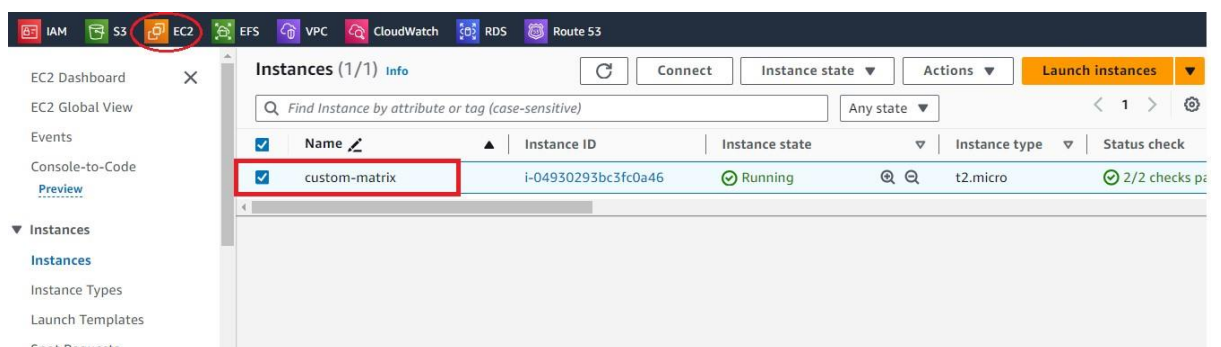 IAM S3 EC2 EFS VPC CloudWatch RDS Route 53
EC2 Dashboard
EC2 Global View
Events
Console-to-Code
Preview
Instances
Instances
Instance Types
Launch Templates
Instances (1/1) Info
Connect Instance state Actions Launch instances
Find Instance by attribute or tag (case-sensitive) Any state 1
Name Instance ID Instance state Instance type Status check
custom-matrix i-04930293bc3fc0a46 Running t2.micro 2/2 checks pa